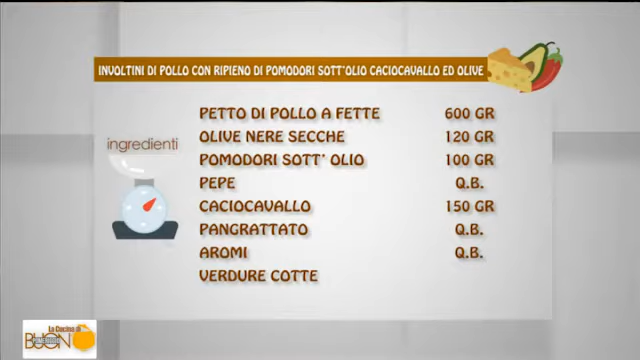 INVOLTINI DI POLLO CON RIPIENO DI POMODORI SOTT'OLIO CACIOCAVALLO ED OLIVE
ingredienti
PETTO DI POLLO A FETTE 600 GR
OLIVE NERE SECCHE 120 GR
POMODORI SOTT' OLIO 100 GR
PEPE Q.B.
CACIOCAVALLO 150 GR
PANGRATTATO Q.B.
AROMI Q.B.
VERDURE COTTE
La Cucina di
BUON